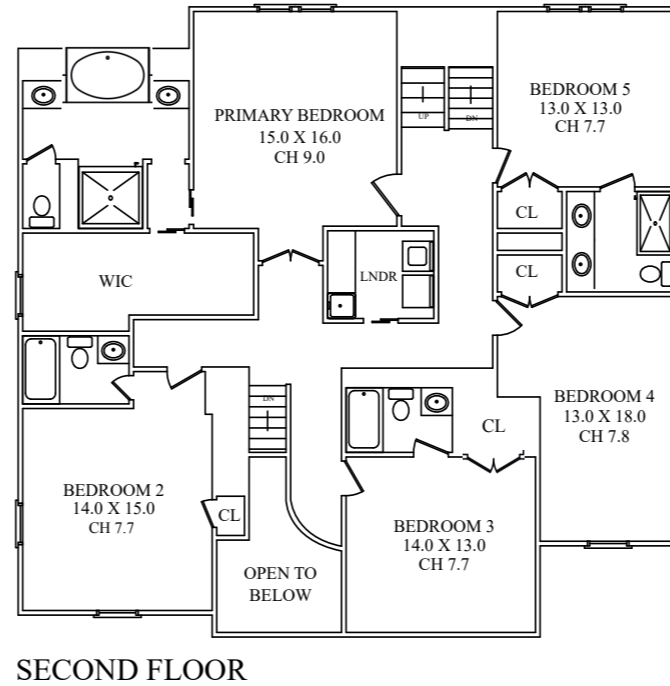 PRIMARY BEDROOM
15.0 X 16.0
CH 9.0
UP
DN
BEDROOM 5
13.0 X 13.0
CH 7.7
CL
CL
WIC
LNDR
DN
BEDROOM 4
13.0 X 18.0
CH 7.8
CL
BEDROOM 2
14.0 X 15.0
CH 7.7
CL
BEDROOM 3
14.0 X 13.0
CH 7.7
OPEN TO
BELOW
SECOND FLOOR